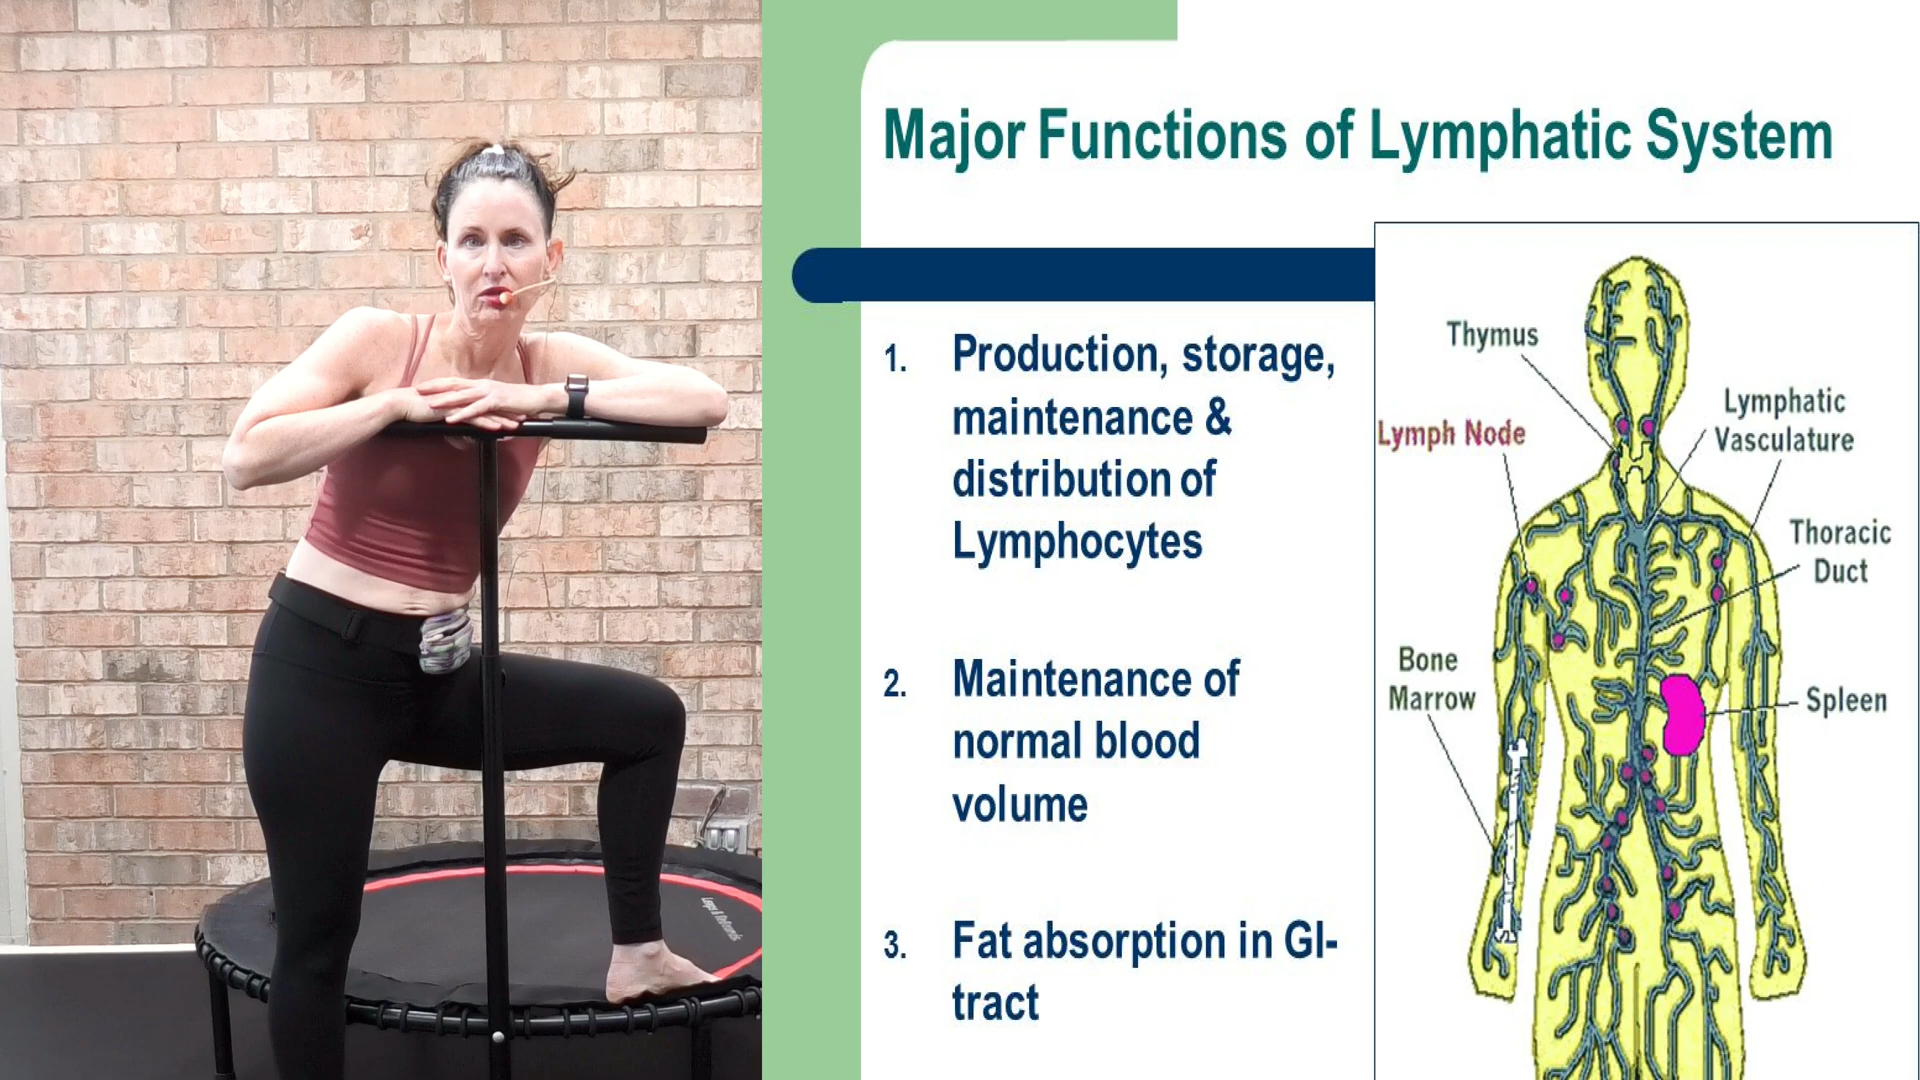 Major Functions of Lymphatic System
1. Production, storage,
maintenance &
distribution of
Lymphocytes
2. Maintenance of
normal blood
volume
3. Fat absorption in GI-
tract
Thymus
Lymph Node
Lymphatic
Vasculature
Thoracic
Duct
Bone
Marrow
Spleen